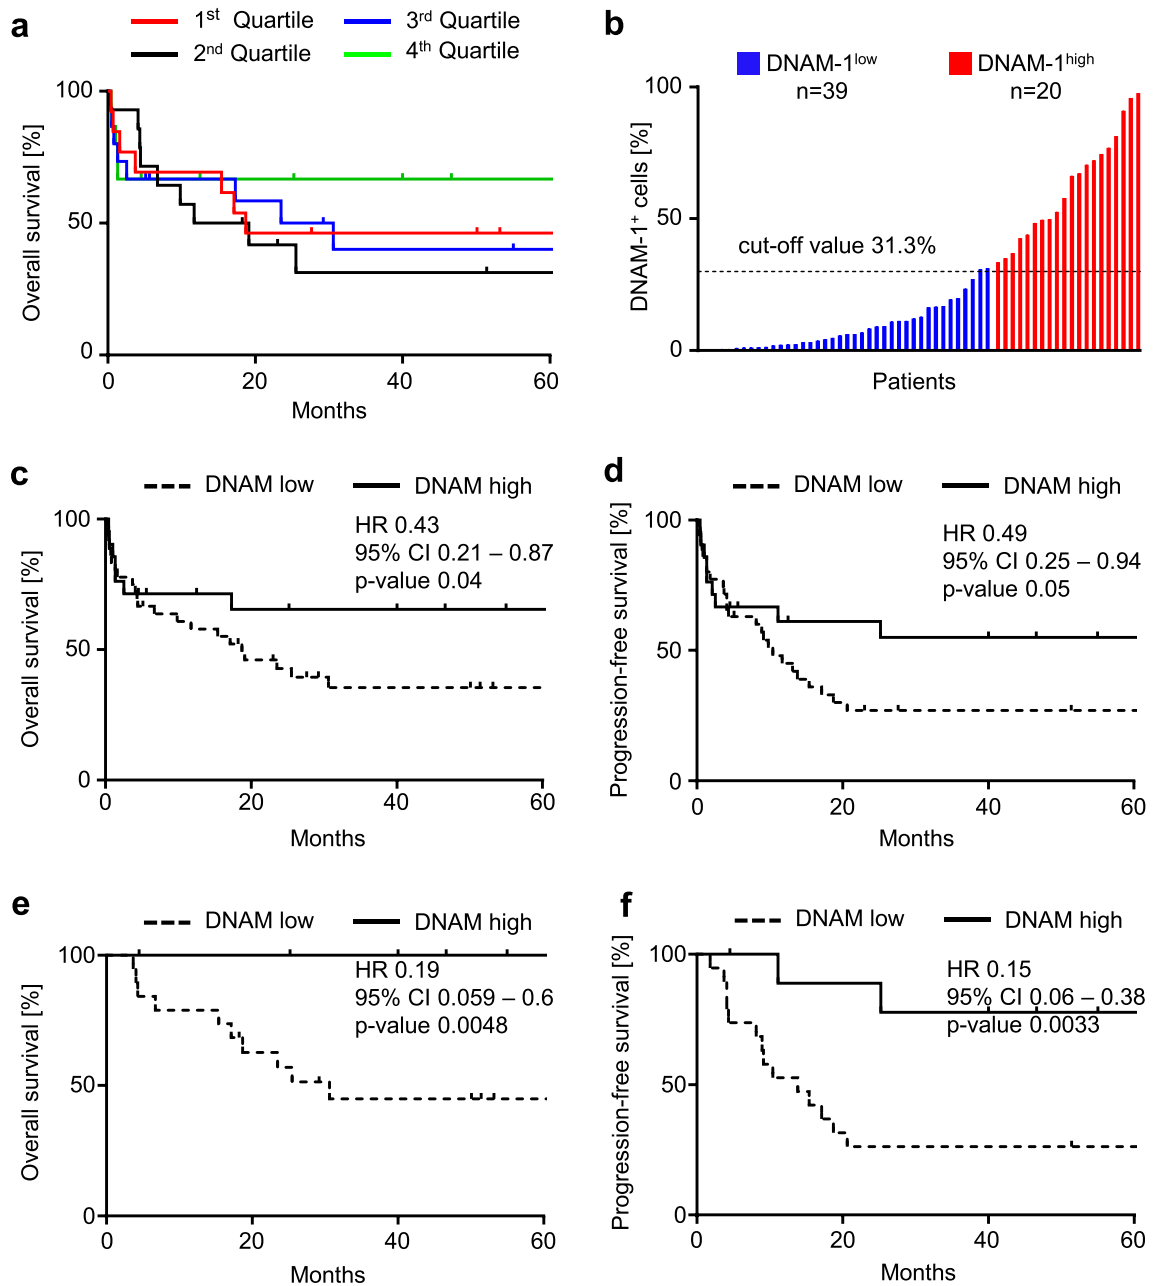 a
1st Quartile
3rd Quartile
2nd Quartile
4th Quartile
Overall survival [%]
100
50
0
0
20
40
60
Months
b
DNAM-1low
n=39
DNAM-1high
n=20
DNAM-1+ cells [%]
100
50
0
cut-off value 31.3%
Patients
c
DNAM low
DNAM high
HR 0.43
95% CI 0.21 – 0.87
p-value 0.04
Overall survival [%]
100
50
0
0
20
40
60
Months
d
DNAM low
DNAM high
HR 0.49
95% CI 0.25 – 0.94
p-value 0.05
Progression-free survival [%]
100
50
0
0
20
40
60
Months
e
DNAM low
DNAM high
HR 0.19
95% CI 0.059 – 0.6
p-value 0.0048
Overall survival [%]
100
50
0
0
20
40
60
Months
f
DNAM low
DNAM high
HR 0.15
95% CI 0.06 – 0.38
p-value 0.0033
Progression-free survival [%]
100
50
0
0
20
40
60
Months